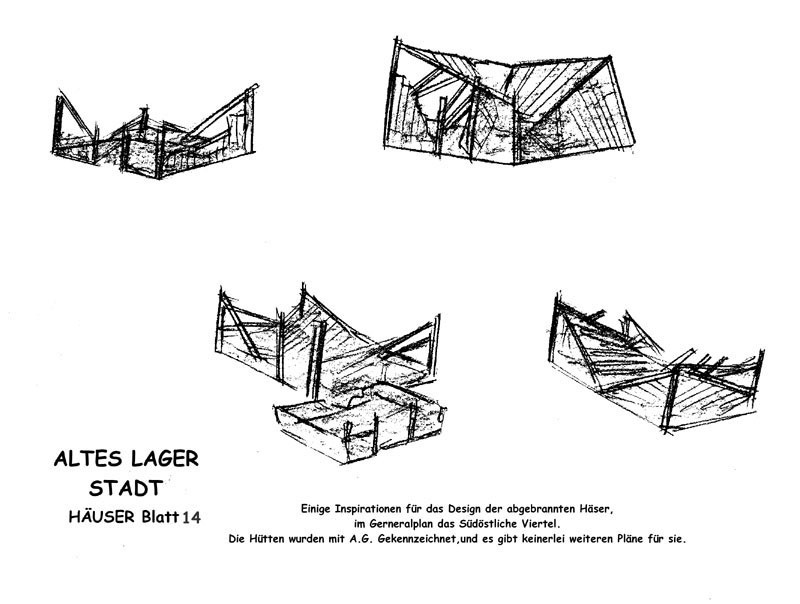 ALTES LAGER
STADT
HÄUSER Blatt 14
Einige Inspirationen für das Design der abgebrannten Häser,
im Gerneralplan das Südöstliche Viertel.
Die Hütten wurden mit A.G. Gekennzeichnet,und es gibt keinerlei weiteren Pläne für sie.